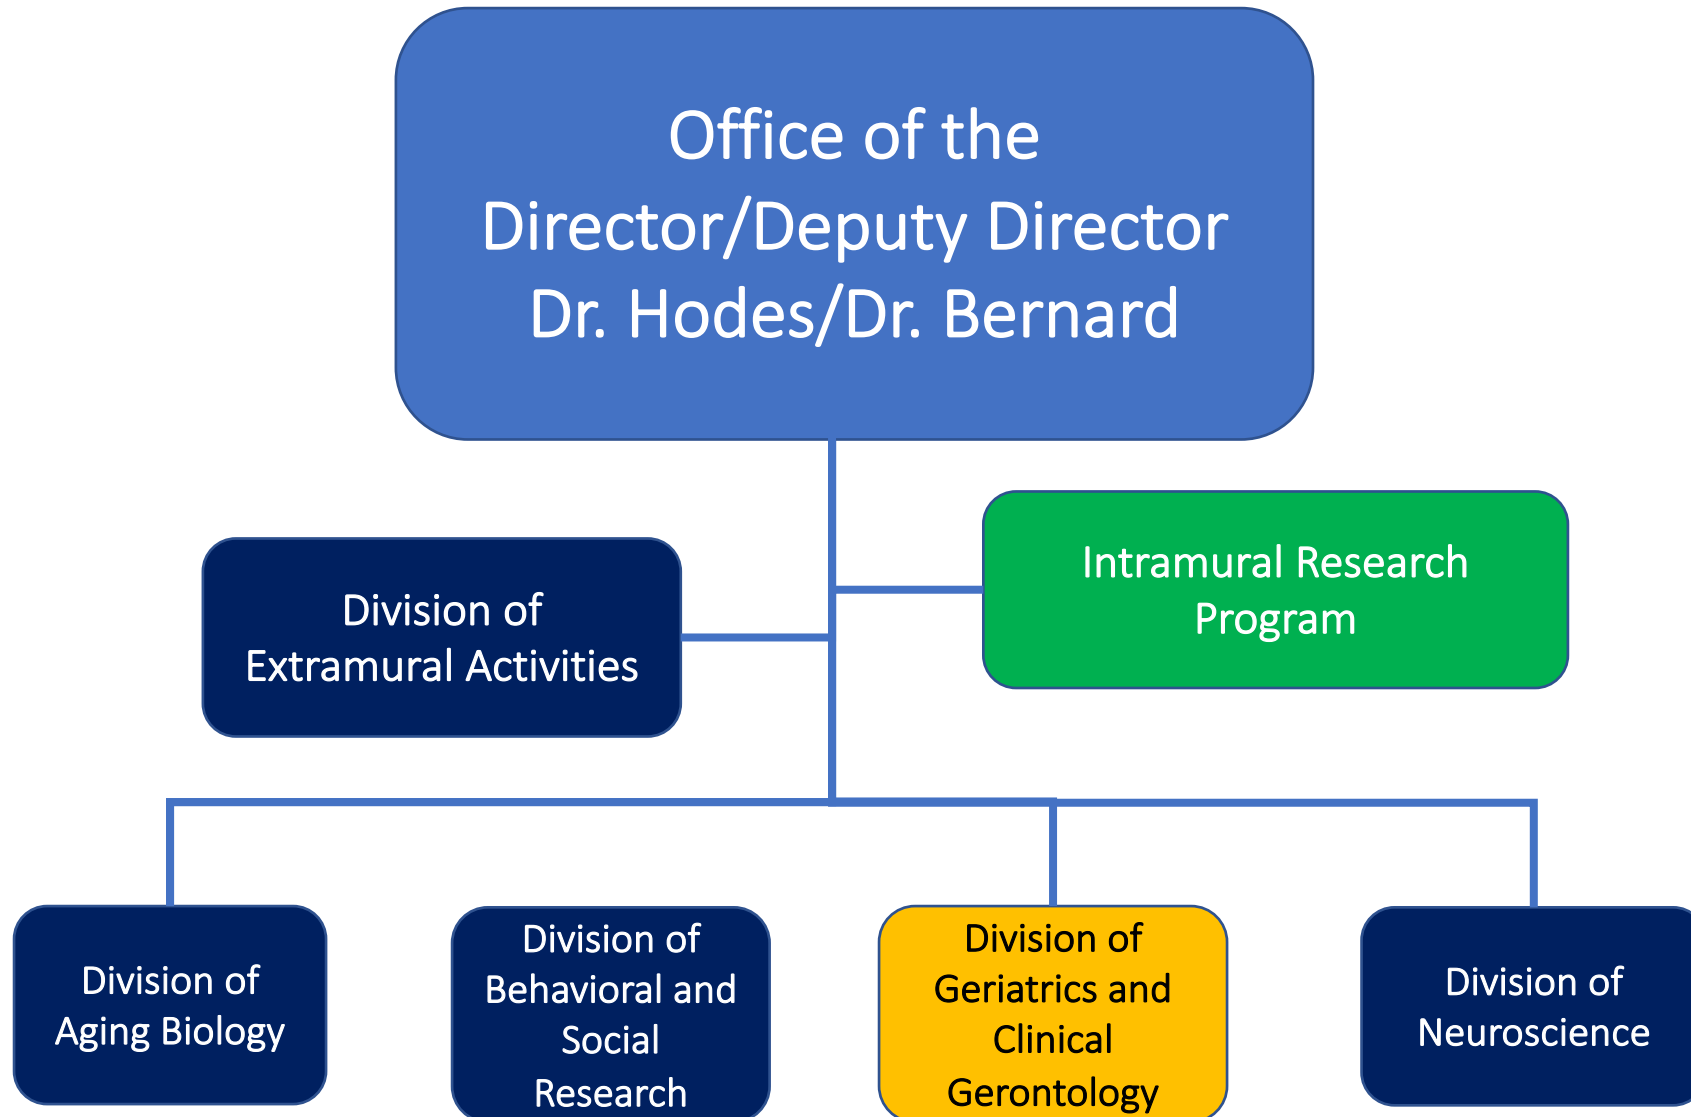 Office of the
Director/Deputy Director
Dr. Hodes/Dr. Bernard
Intramural Research
Program
Division of
Extramural Activities
Division of
Aging Biology
Division of
Behavioral and
Social
Research
Division of
Geriatrics and
Clinical
Gerontology
Division of
Neuroscience